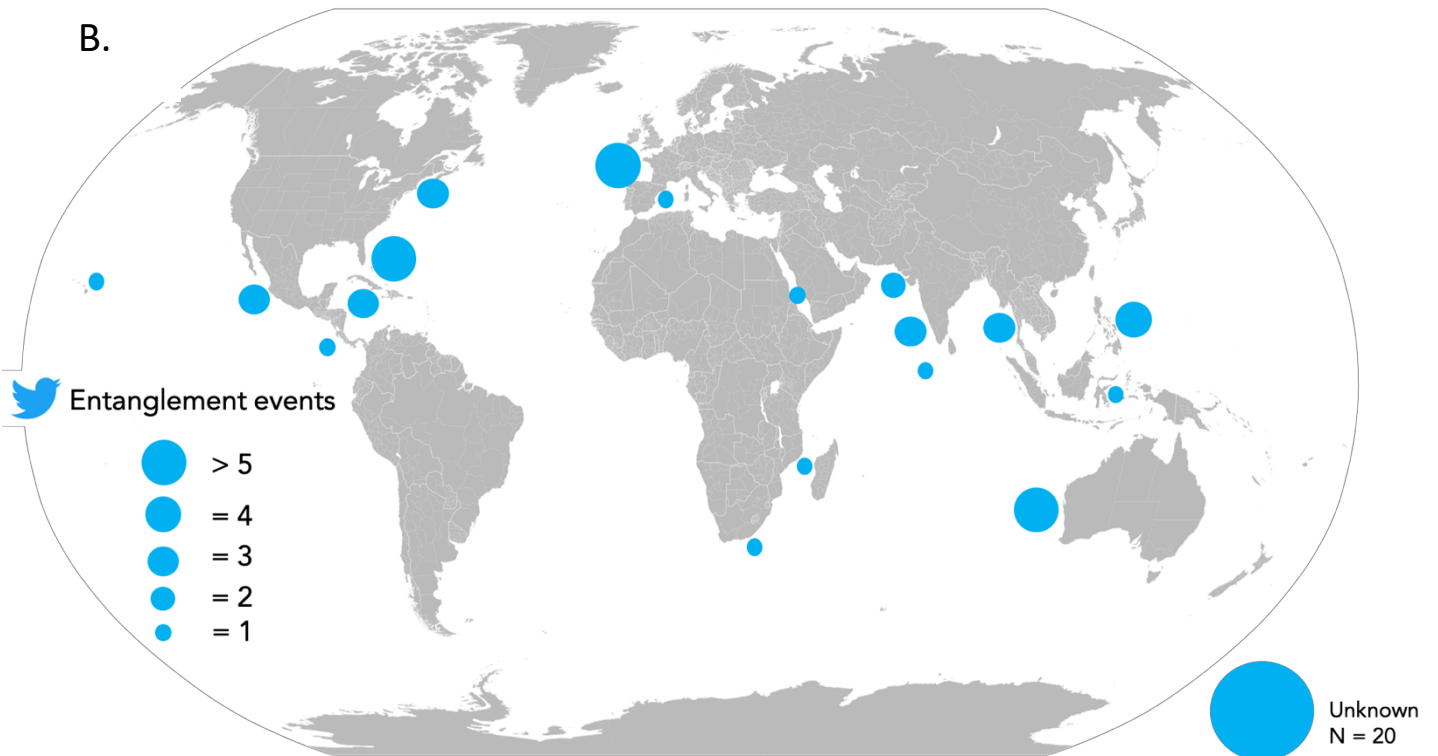 B.
Entanglement events
> 5
= 4
= 3
= 2
= 1
Unknown
N = 20